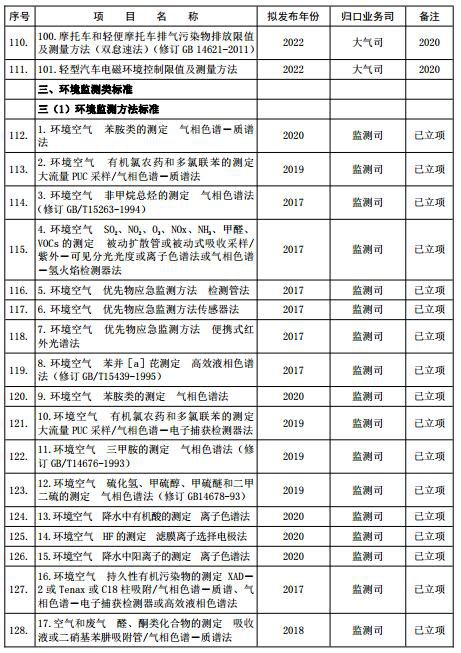 序号 项 目 名 称 拟发布年份 归口业务司 备注
110. 100.摩托车和轻便摩托车排气污染物排放限值 2022 大气司 2020
及测量方法（双怠速法）（修订 GB 14621-2011）
111. 101.轻型汽车电磁环境控制限值及测量方法 2022 大气司 2020
三、环境监测类标准
三（1）环境监测方法标准
112. 1.环境空气 苯胺类的测定 气相色谱－质谱 2020 监测司 已立项
法
113. 2.环境空气 有机氯农药和多氯联苯的测定 2019 监测司 已立项
大流量 PUC 采样/气相色谱－质谱法
114. 3.环境空气 非甲烷总烃的测定 气相色谱法 2017 监测司 已立项
（修订 GB/T15263-1994）
115. 4.环境空气 SO₂、NO₂、O₃、NOx、NH₃、甲醛、 2017 监测司 已立项
VOCs 的测定 被动扩散管或被动式吸收采样/
紫外－可见分光光度或离子色谱法或气相色谱
－氢火焰检测器法
116. 5.环境空气 优先物应急监测方法 检测管法 2017 监测司 已立项
117. 6.环境空气 优先物应急监测方法传感器法 2017 监测司 已立项
118. 7.环境空气 优先物应急监测方法 便携式红 2017 监测司 已立项
外光谱法
119. 8.环境空气 苯并［a］芘测定 高效液相色谱 2017 监测司 已立项
法（修订 GB/T15439-1995）
120. 9.环境空气 苯胺类的测定 气相色谱法 2020 监测司 已立项
121. 10.环境空气 有机氯农药和多氯联苯的测定 2019 监测司 已立项
大流量 PUC 采样/气相色谱－电子捕获检测器法
122. 11.环境空气 三甲胺的测定 气相色谱法（修 2019 监测司 已立项
订 GB/T14676-1993）
123. 12.环境空气 硫化氢、甲硫醇、甲硫醚和二甲 2019 监测司 已立项
二硫的测定 气相色谱法（修订 GB14678-93）
124. 13.环境空气 降水中有机酸的测定 离子色谱法 2020 监测司 已立项
125. 14.环境空气 HF 的测定 滤膜离子选择电极法 2020 监测司 已立项
126. 15.环境空气 降水中阳离子的测定 离子色谱法 2020 监测司 已立项
127. 16.环境空气 持久性有机污染物的测定 XAD－ 2017 监测司 已立项
2 或 Tenax 或 C18 柱吸附/气相色谱－质谱、气
相色谱－电子捕获检测器或高效液相色谱法
128. 17.空气和废气 醛、酮类化合物的测定 吸收 2018 监测司 已立项
液或二硝基苯肼吸附管/气相色谱－质谱法